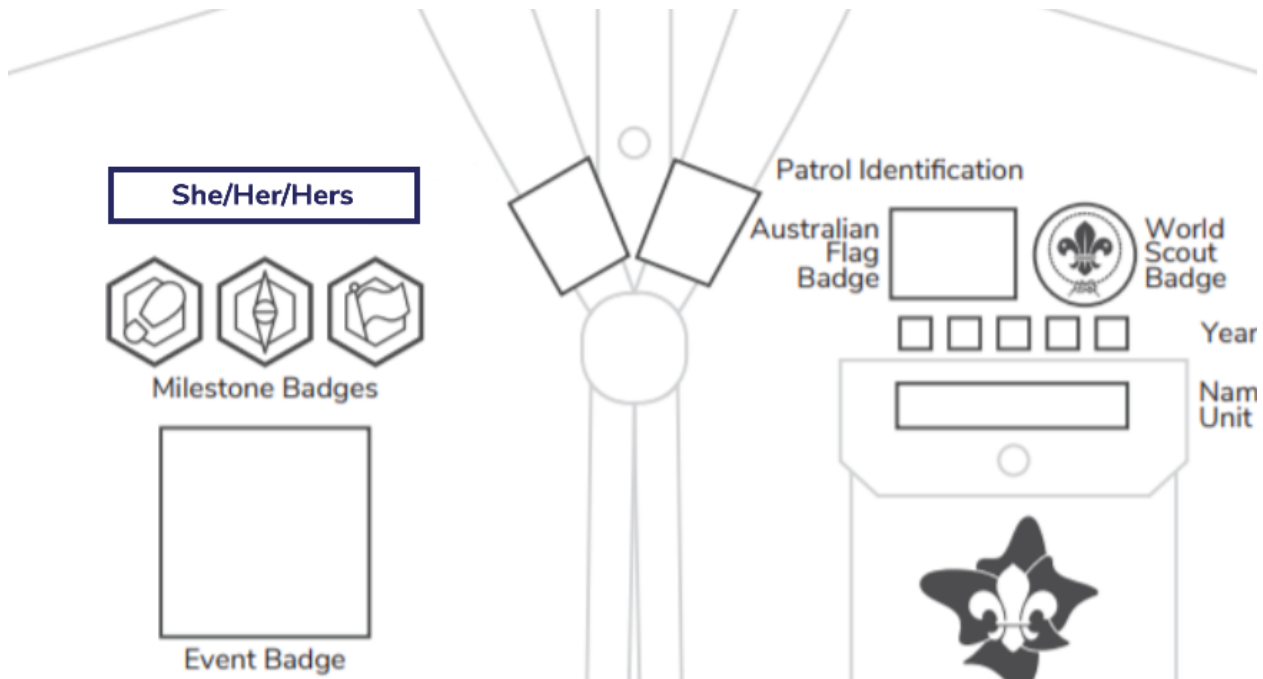 She/Her/Hers
Milestone Badges
Event Badge
Patrol Identification
Australian
Flag
Badge
World
Scout
Badge
Year
Nam
Unit